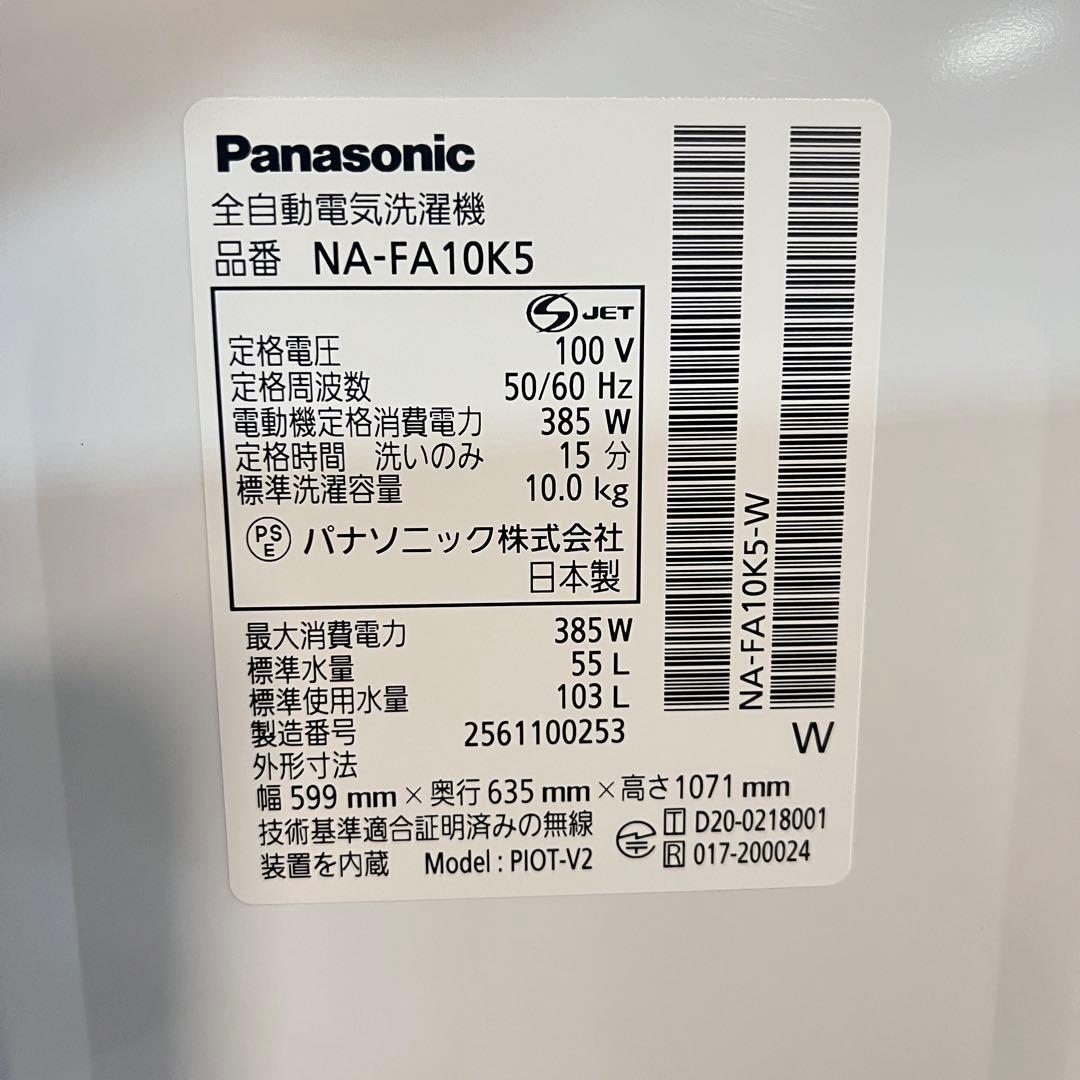 Panasonic
全自動電気洗濯機
品番 NA-FA10K5
S JET
定格電圧 100 V
定格周波数 50/60 Hz
電動機定格消費電力 385 W
定格時間 洗いのみ 15 分
標準洗濯容量 10.0 kg
PSE パナソニック株式会社
日本製
最大消費電力 385W
標準水量 55 L
標準使用水量 103 L
製造番号 2561100253
外形寸法
幅 599 mm × 奥行 635 mm × 高さ1071 mm
技術基準適合証明済みの無線
装置を内蔵 Model : PIOT-V2
T D20-0218001
R 017-200024
NA-FA10K5-W
W